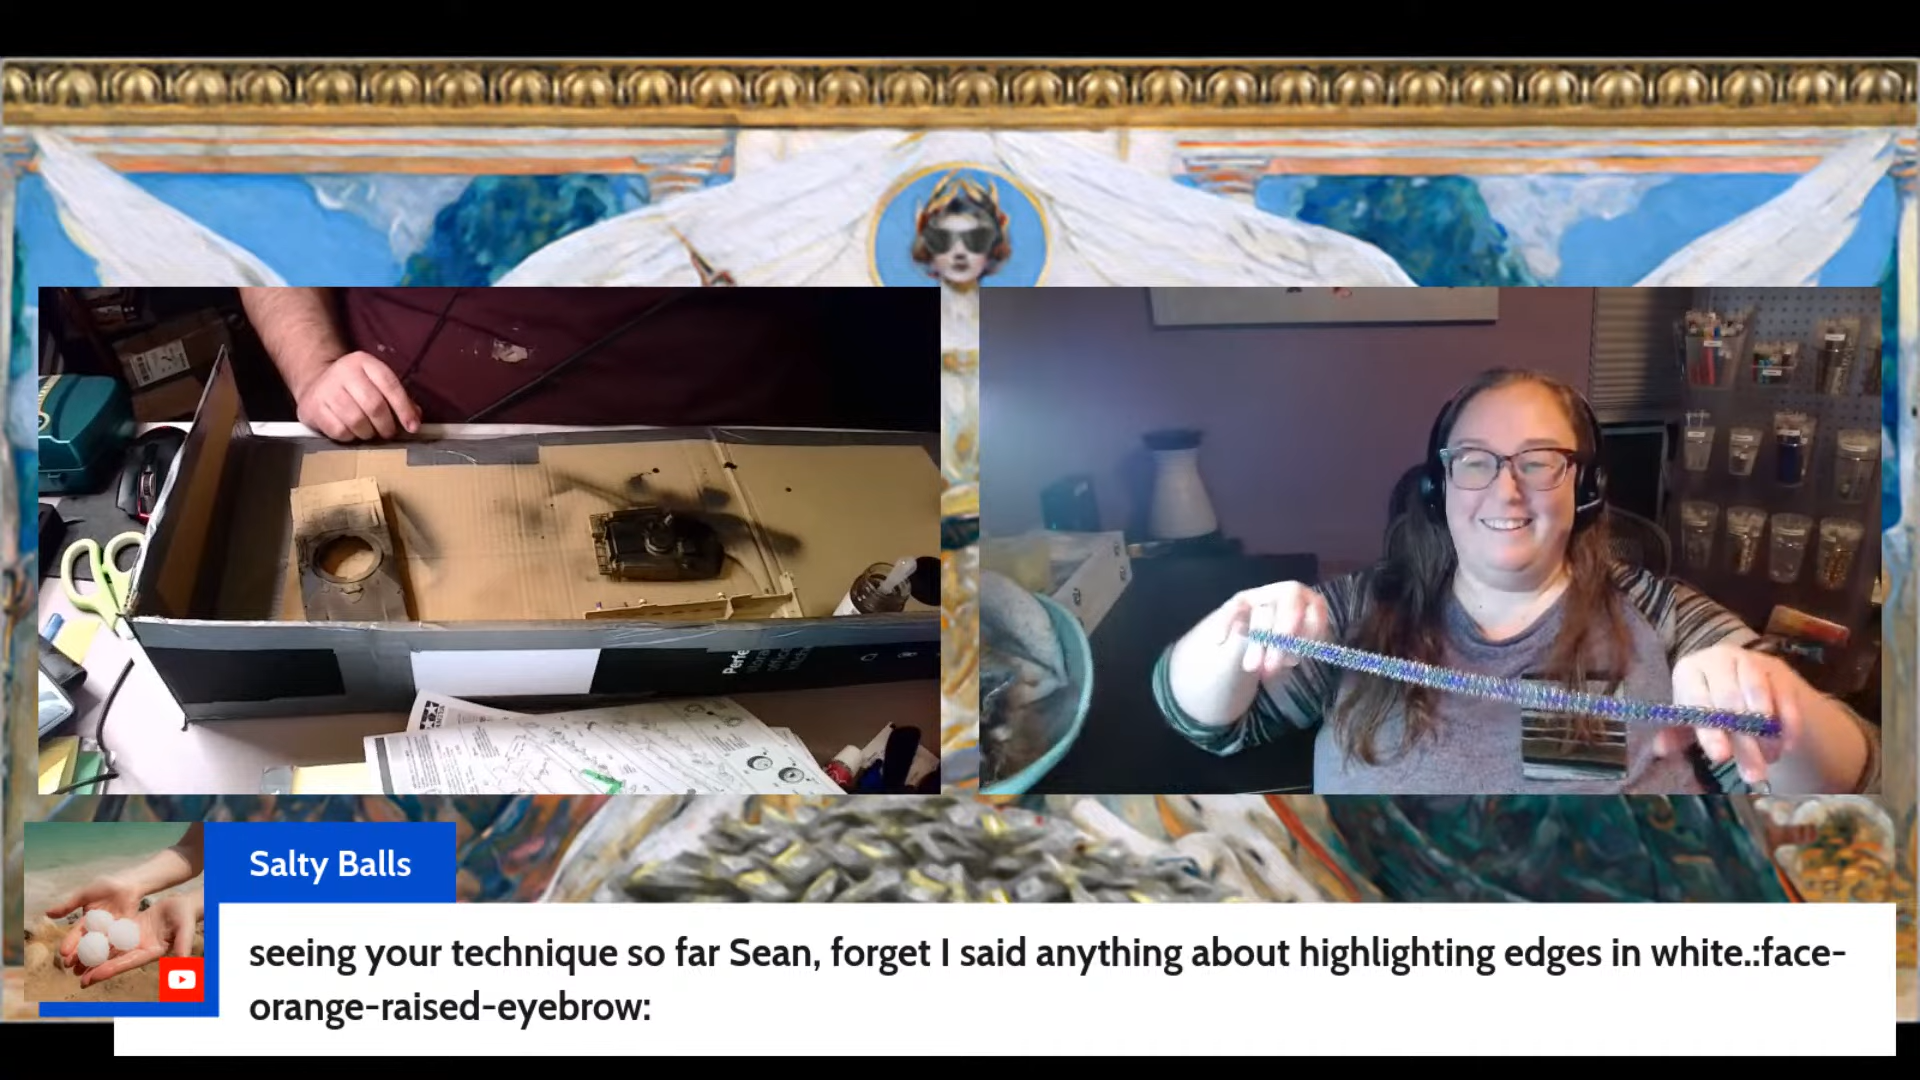 Perfe
Salty Balls
seeing your technique so far Sean, forget I said anything about highlighting edges in white.:face-
orange-raised-eyebrow: